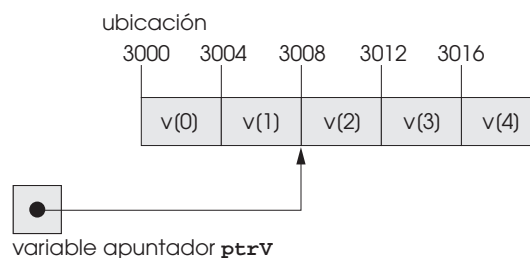 ubicación
3000 3004 3008 3012 3016
v(0) v(1) v(2) v(3) v(4)
variable apuntador ptrV